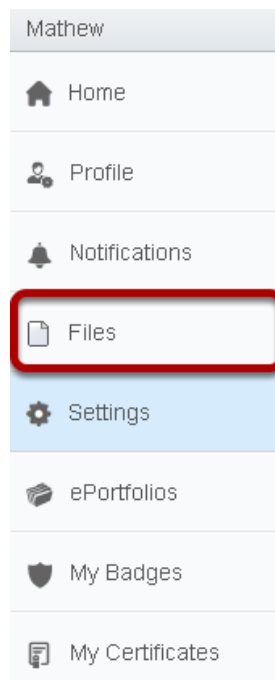 Mathew
Home
Profile
Notifications
Files
Settings
ePortfolios
My Badges
My Certificates